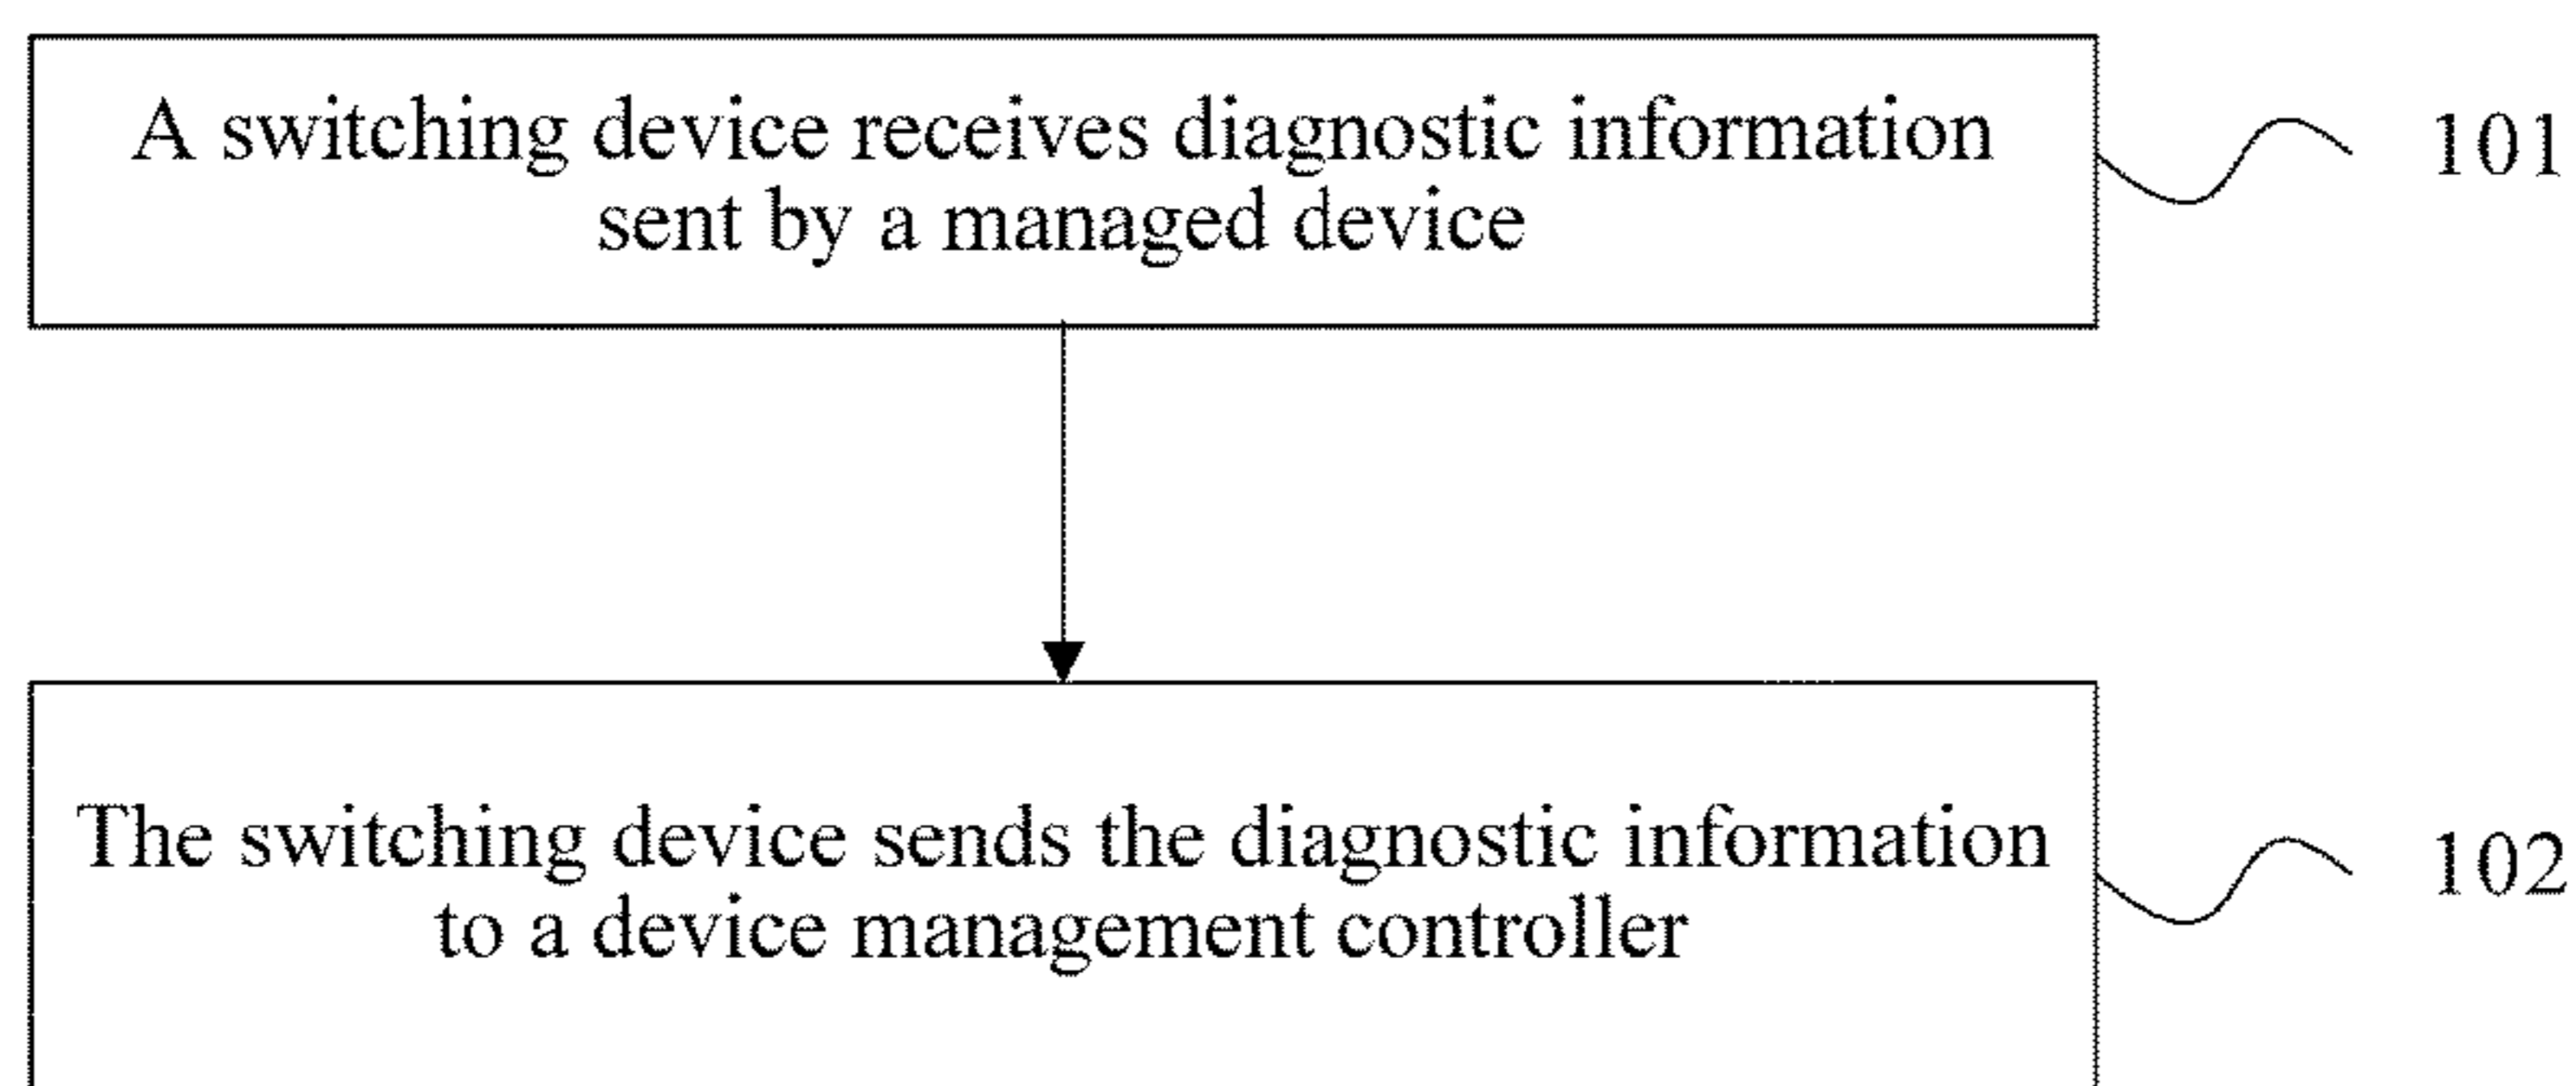 A switching device receives diagnostic information
sent by a managed device
101
The switching device sends the diagnostic information
to a device management controller
102